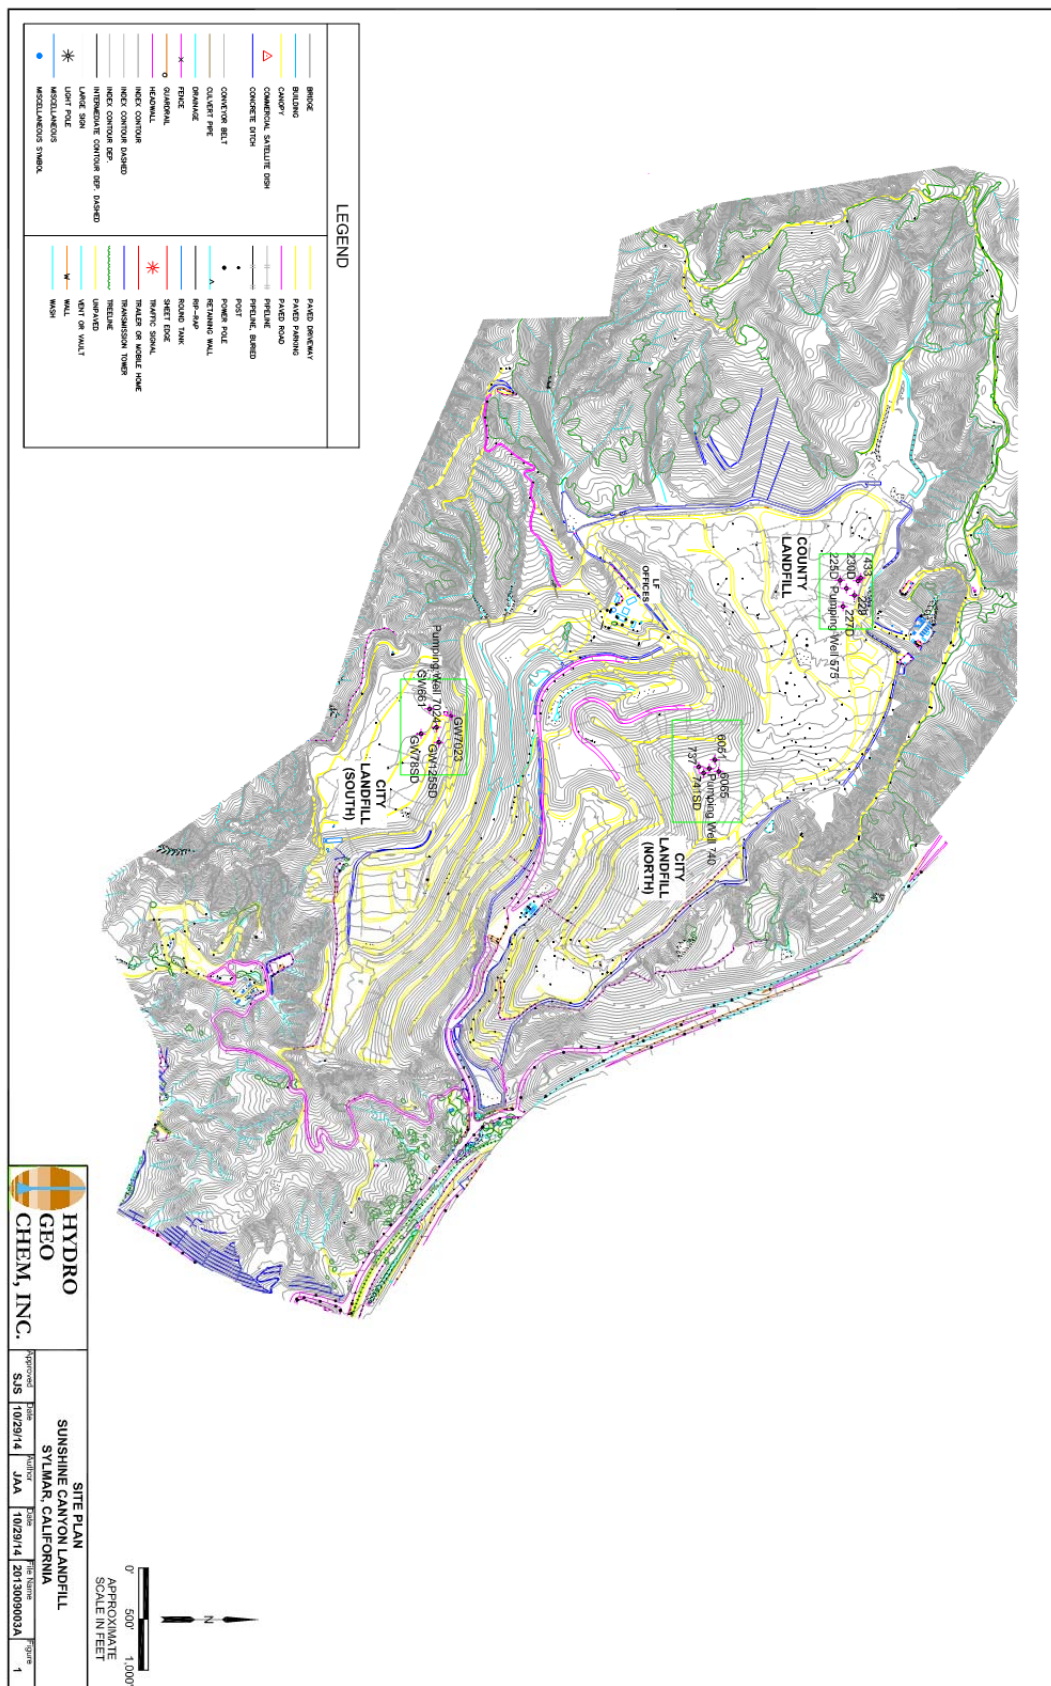 LEGEND
BRIDGE
BUILDING
CANOPY
COMMERCIAL SATELLITE DISH
CONCRETE DITCH
CONVEYOR BELT
CULVERT PIPE
DRAINAGE
FENCE
GUARDRAIL
HEADWALL
INDEX CONTOUR
INDEX CONTOUR DASHED
INDEX CONTOUR DEP.
INTERMEDIATE CONTOUR DEP. DASHED
LARGE SIGN
LIGHT POLE
MISCELLANEOUS
MISCELLANEOUS SYMBOL
PAVED DRIVEWAY
PAVED PARKING
PAVED ROAD
PIPELINE
PIPELINE, BURIED
POST
POWER POLE
RETAINING WALL
RIP-RAP
ROUND TANK
SHEET EDGE
TRAFFIC SIGNAL
TRAILER OR MOBILE HOME
TRANSMISSION TOWER
TREELINE
UNPAVED
VENT OR VAULT
WALL
WASH
COUNTY
LANDFILL
433
230D
225D
227D
Pumping Well 575
LF
OFFICES
6051
6065
Pumping Well 740
737
741SD
CITY
LANDFILL
(NORTH)
Pumping Well 7024
GW661
GW7023
GW125SD
GW78SD
CITY
LANDFILL
(SOUTH)
HYDRO
GEO
CHEM, INC.
SITE PLAN
SUNSHINE CANYON LANDFILL
SYLMAR, CALIFORNIA
Approved
SJS
Date
10/29/14
Author
JAA
Date
10/29/14
File Name
2013009003A
Figure
1
N
0' 500' 1,000'
APPROXIMATE
SCALE IN FEET